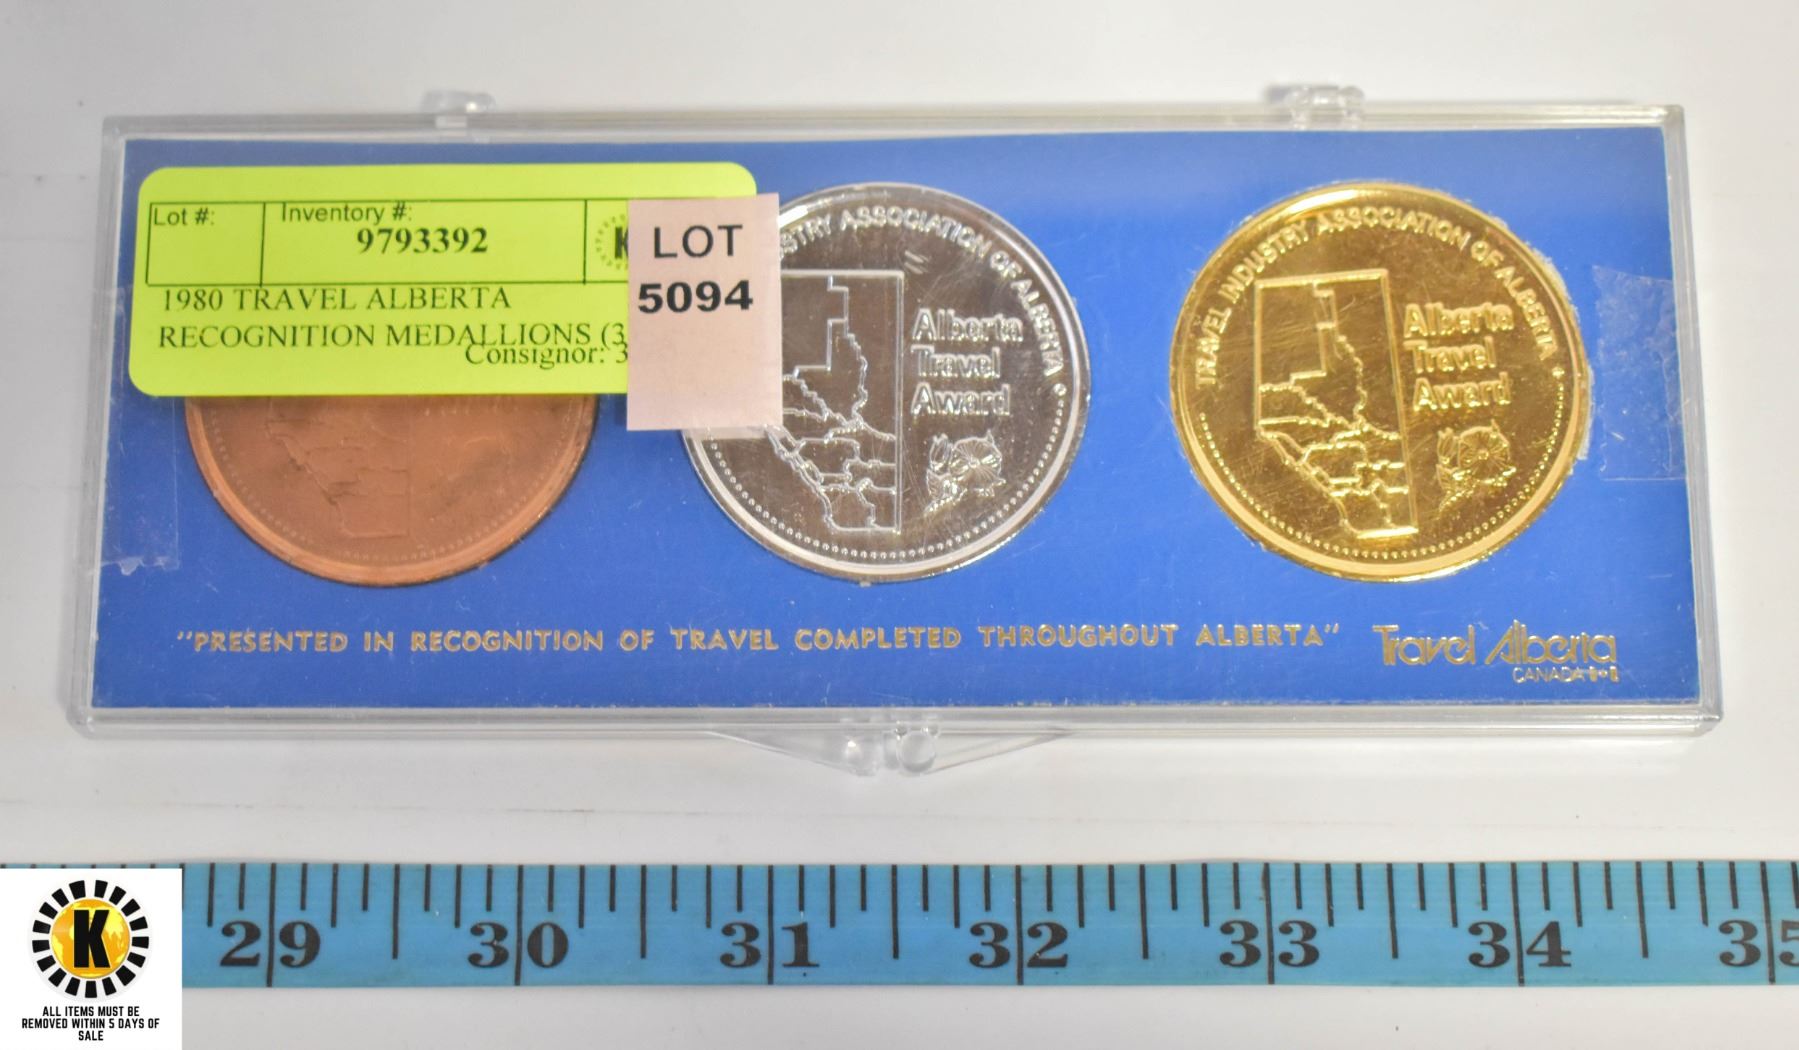 Lot #:
Inventory #:
9793392
K
LOT
5094
1980 TRAVEL ALBERTA
RECOGNITION MEDALLIONS (3
Consignor: 3
INDUSTRY ASSOCIATION OF ALBERTA
Alberta
Travel
Award
TRAVEL INDUSTRY ASSOCIATION OF ALBERTA
Alberta
Travel
Award
"PRESENTED IN RECOGNITION OF TRAVEL COMPLETED THROUGHOUT ALBERTA"
Travel Alberta
CANADA
29 30 31 32 33 34 35
K
ALL ITEMS MUST BE
REMOVED WITHIN 5 DAYS OF
SALE